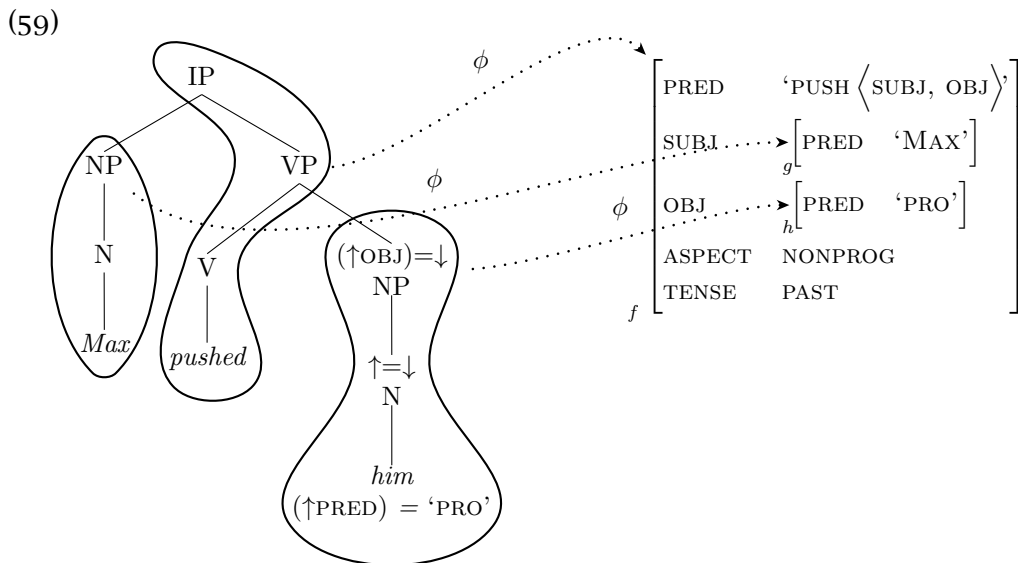 (59)
IP
NP
VP
N
V
Max
pushed
(↑OBJ)=↓
NP
↑=↓
N
him
(↑PRED) = ‘PRO’
ϕ
ϕ
ϕ
PRED ‘PUSH ⟨SUBJ, OBJ⟩’
SUBJ g[PRED ‘MAX’]
OBJ h[PRED ‘PRO’]
ASPECT NONPROG
TENSE PAST
f